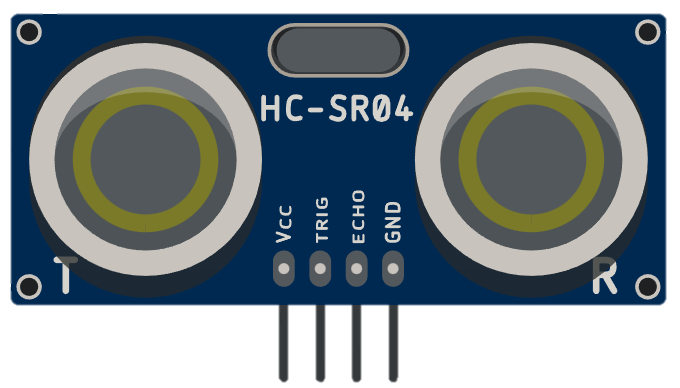 HC-SR04
Vcc
TRIG
ECHO
GND
T
R